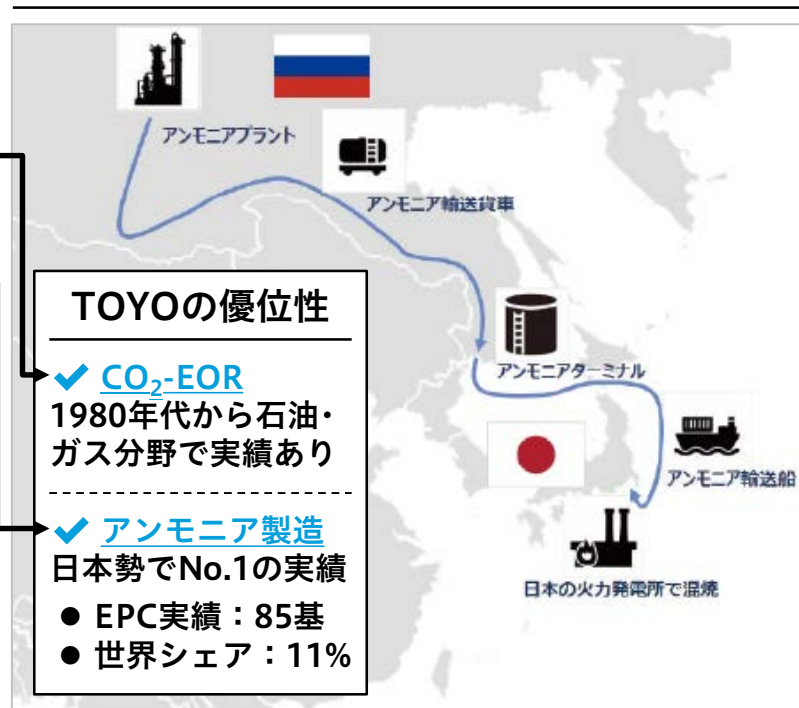 アンモニアプラント
アンモニア輸送貨車
アンモニアターミナル
アンモニア輸送船
日本の火力発電所で混焼
TOYOの優位性
✔ CO₂-EOR
1980年代から石油・
ガス分野で実績あり
✔ アンモニア製造
日本勢でNo.1の実績
● EPC実績：85基
● 世界シェア：11%